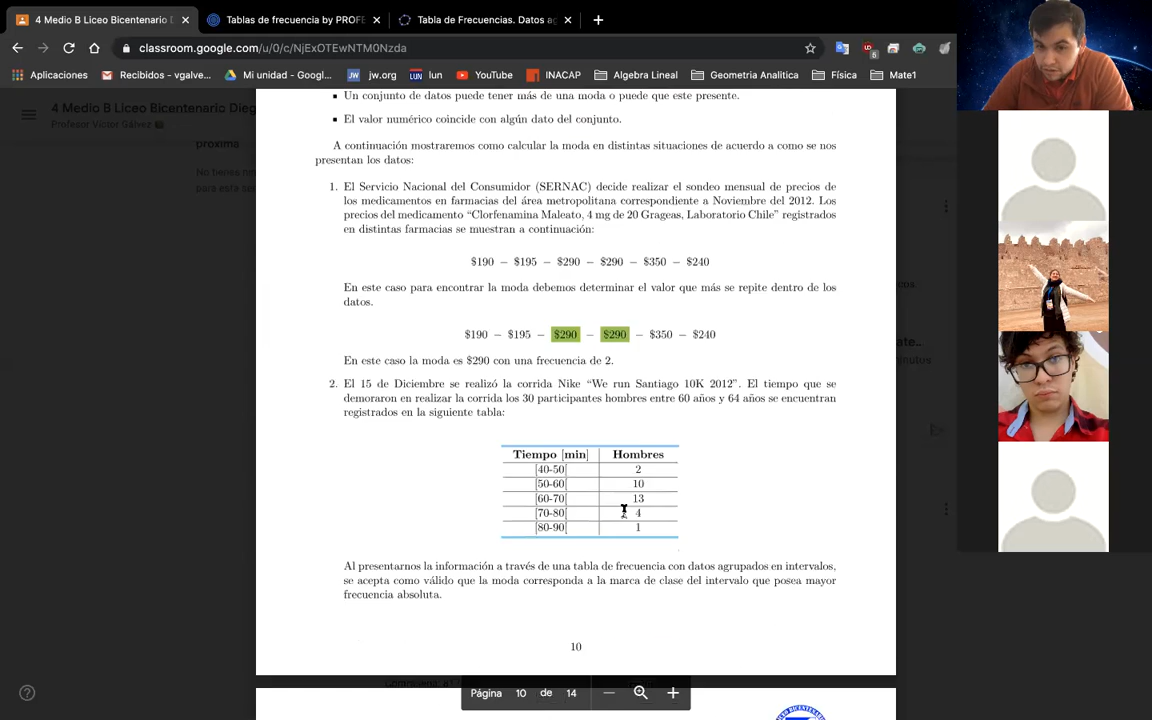 4 Medio B Liceo Bicentenario D
Tablas de frecuencia by PROFE
Tabla de Frecuencias. Datos ag
classroom.google.com/u/0/c/NjExOTEwNTM0Nzda
5
Aplicaciones
Recibidos - vgalve...
Mi unidad - Googl...
JW
jw.org
LUN
lun
YouTube
INACAP
Algebra Lineal
Geometria Analitica
Física
Mate1
4 Medio B Liceo Bicentenario Dieg
Profesor Víctor Gálvez
próxima
No tienes
para esta
▪ Un conjunto de datos puede tener más de una moda o puede que este presente.
▪ El valor numérico coincide con algún dato del conjunto.
A continuación mostraremos como calcular la moda en distintas situaciones de acuerdo a como se nos
presentan los datos:
1. El Servicio Nacional del Consumidor (SERNAC) decide realizar el sondeo mensual de precios de
los medicamentos en farmacias del área metropolitana correspondiente a Noviembre del 2012. Los
precios del medicamento “Clorfenamina Maleato, 4 mg de 20 Grageas, Laboratorio Chile” registrados
en distintas farmacias se muestran a continuación:
$190 − $195 − $290 − $290 − $350 − $240
En este caso para encontrar la moda debemos determinar el valor que más se repite dentro de los
datos.
$190 − $195 − $290 − $290 − $350 − $240
En este caso la moda es $290 con una frecuencia de 2.
2. El 15 de Diciembre se realizó la corrida Nike “We run Santiago 10K 2012”. El tiempo que se
demoraron en realizar la corrida los 30 participantes hombres entre 60 años y 64 años se encuentran
registrados en la siguiente tabla:
Tiempo [min] Hombres
[40-50[ 2
[50-60[ 10
[60-70[ 13
[70-80[ 4
[80-90[ 1
Al presentarnos la información a través de una tabla de frecuencia con datos agrupados en intervalos,
se acepta como válido que la moda corresponda a la marca de clase del intervalo que posea mayor
frecuencia absoluta.
10
Página 10 de 14